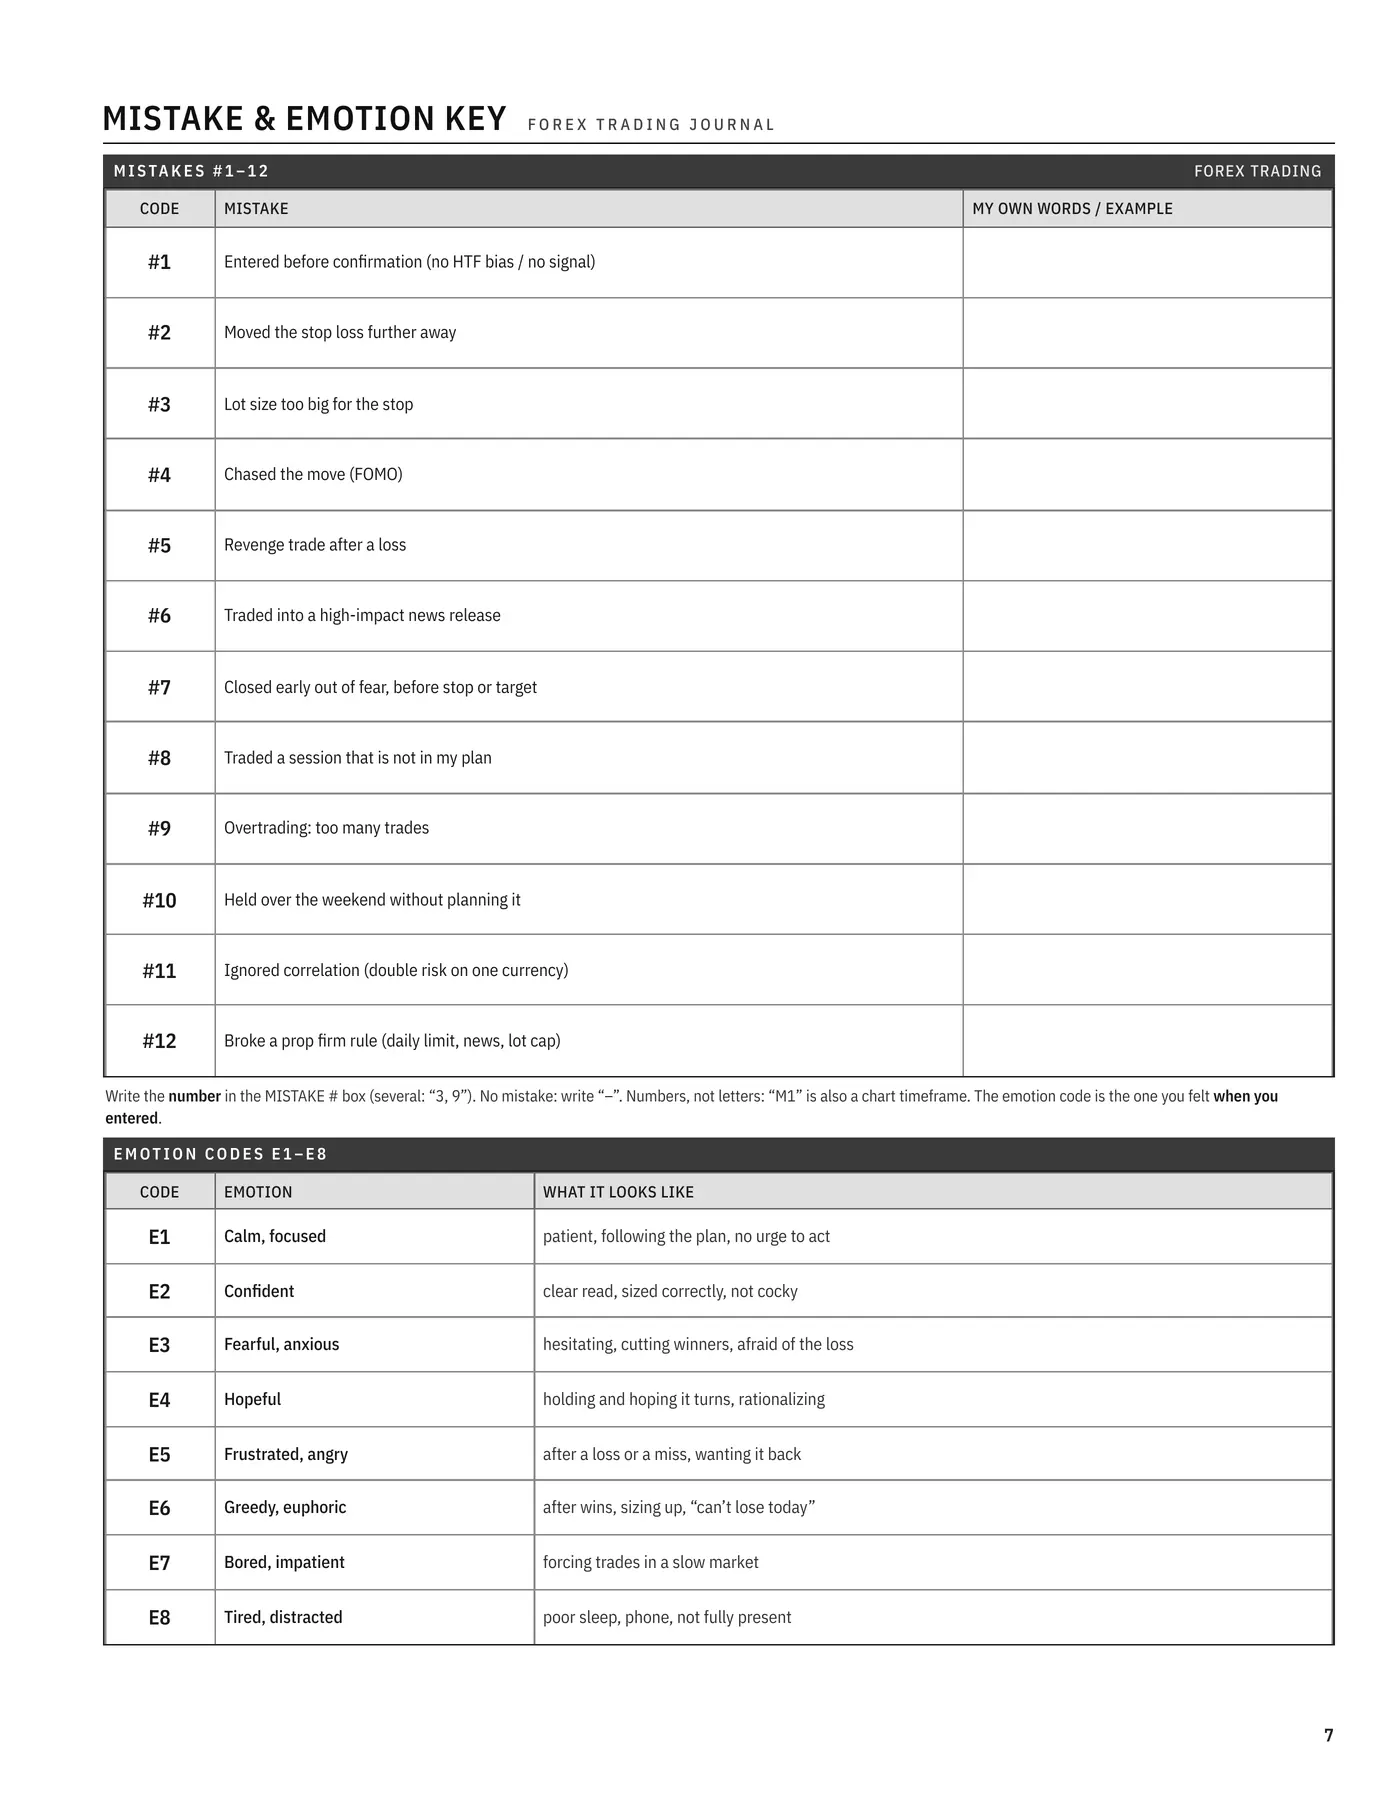 MISTAKE & EMOTION KEY FOREX TRADING JOURNAL
MISTAKES #1–12 FOREX TRADING
CODE MISTAKE MY OWN WORDS / EXAMPLE
#1 Entered before confirmation (no HTF bias / no signal)
#2 Moved the stop loss further away
#3 Lot size too big for the stop
#4 Chased the move (FOMO)
#5 Revenge trade after a loss
#6 Traded into a high-impact news release
#7 Closed early out of fear, before stop or target
#8 Traded a session that is not in my plan
#9 Overtrading: too many trades
#10 Held over the weekend without planning it
#11 Ignored correlation (double risk on one currency)
#12 Broke a prop firm rule (daily limit, news, lot cap)
Write the number in the MISTAKE # box (several: “3, 9”). No mistake: write “–”. Numbers, not letters: “M1” is also a chart timeframe. The emotion code is the one you felt when you
entered.
EMOTION CODES E1–E8
CODE EMOTION WHAT IT LOOKS LIKE
E1 Calm, focused patient, following the plan, no urge to act
E2 Confident clear read, sized correctly, not cocky
E3 Fearful, anxious hesitating, cutting winners, afraid of the loss
E4 Hopeful holding and hoping it turns, rationalizing
E5 Frustrated, angry after a loss or a miss, wanting it back
E6 Greedy, euphoric after wins, sizing up, “can’t lose today”
E7 Bored, impatient forcing trades in a slow market
E8 Tired, distracted poor sleep, phone, not fully present
7